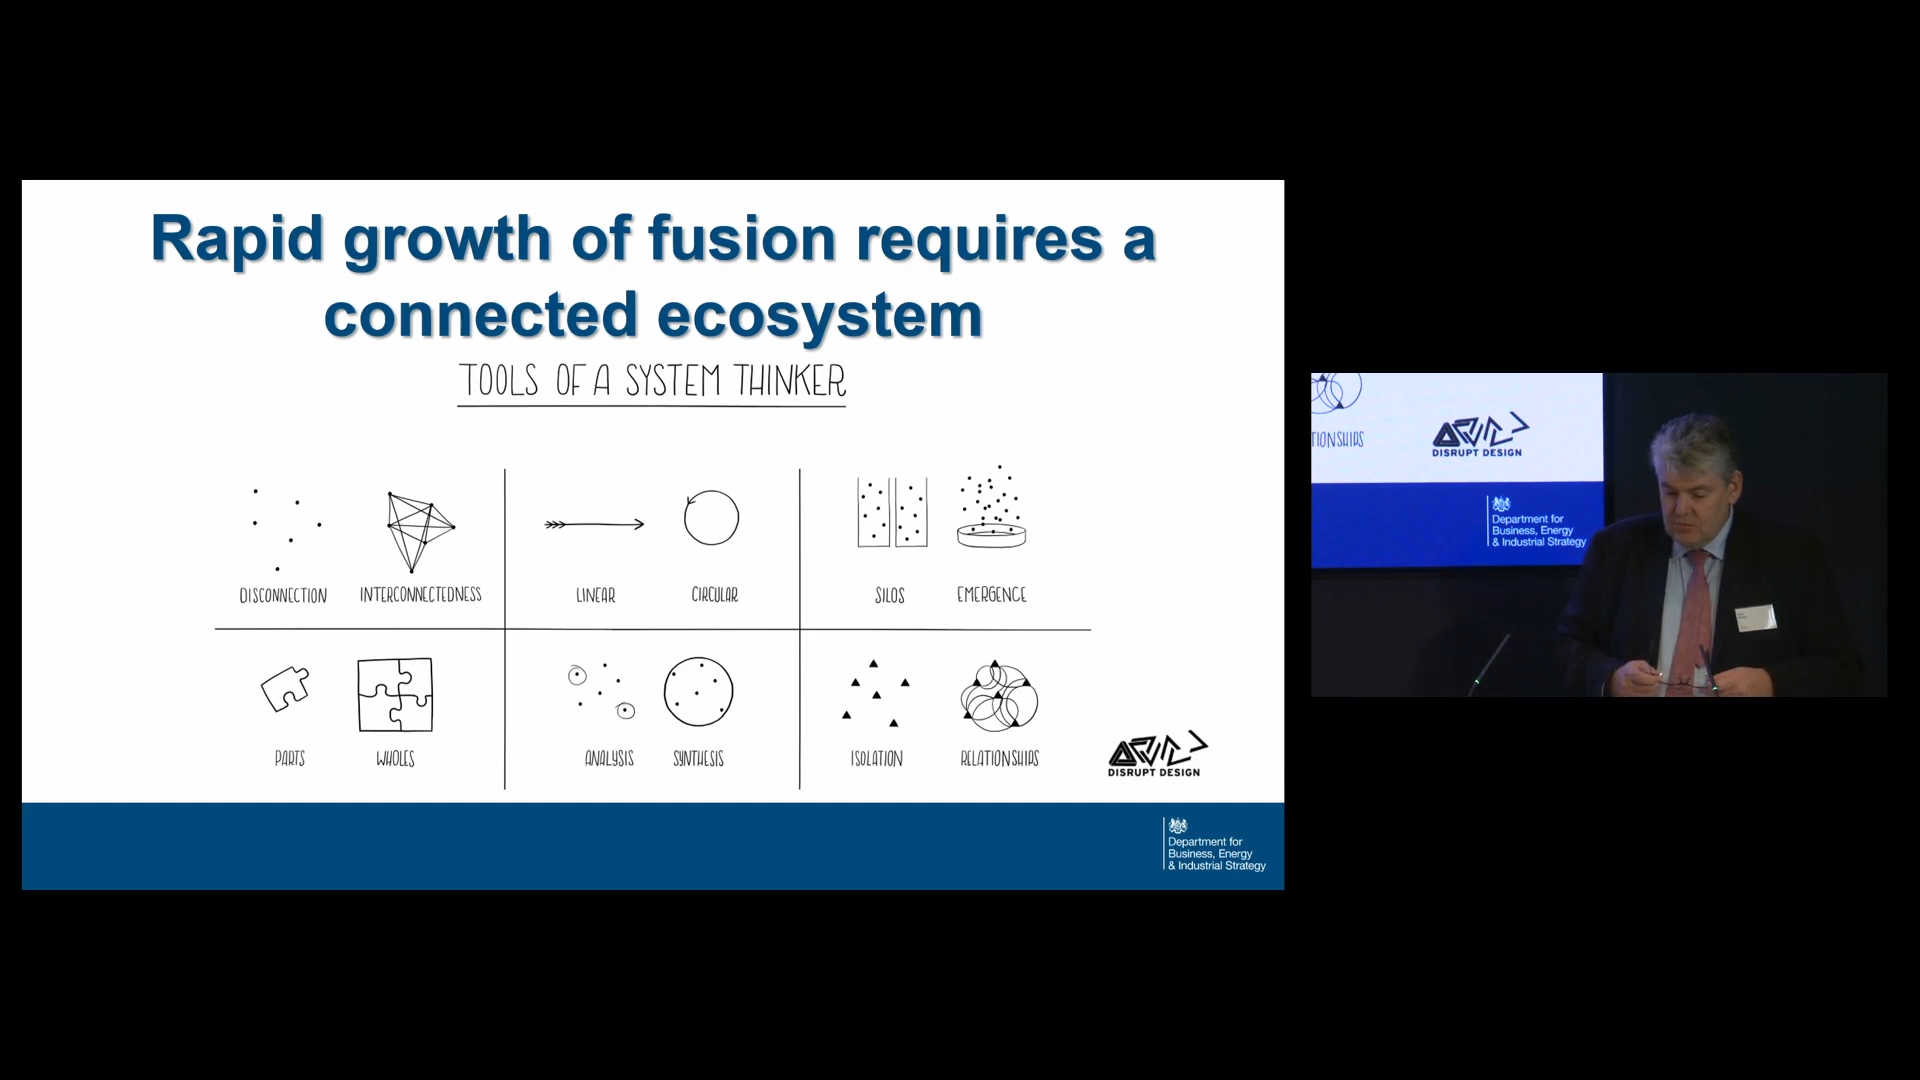 Rapid growth of fusion requires a
connected ecosystem
TOOLS OF A SYSTEM THINKER
DISCONNECTION INTERCONNECTEDNESS
LINEAR CIRCULAR
SILOS EMERGENCE
PARTS WHOLES
ANALYSIS SYNTHESIS
ISOLATION RELATIONSHIPS
DISRUPT DESIGN
Department for
Business, Energy
& Industrial Strategy
TIONSHIPS
DISRUPT DESIGN
Department for
Business, Energy
& Industrial Strategy